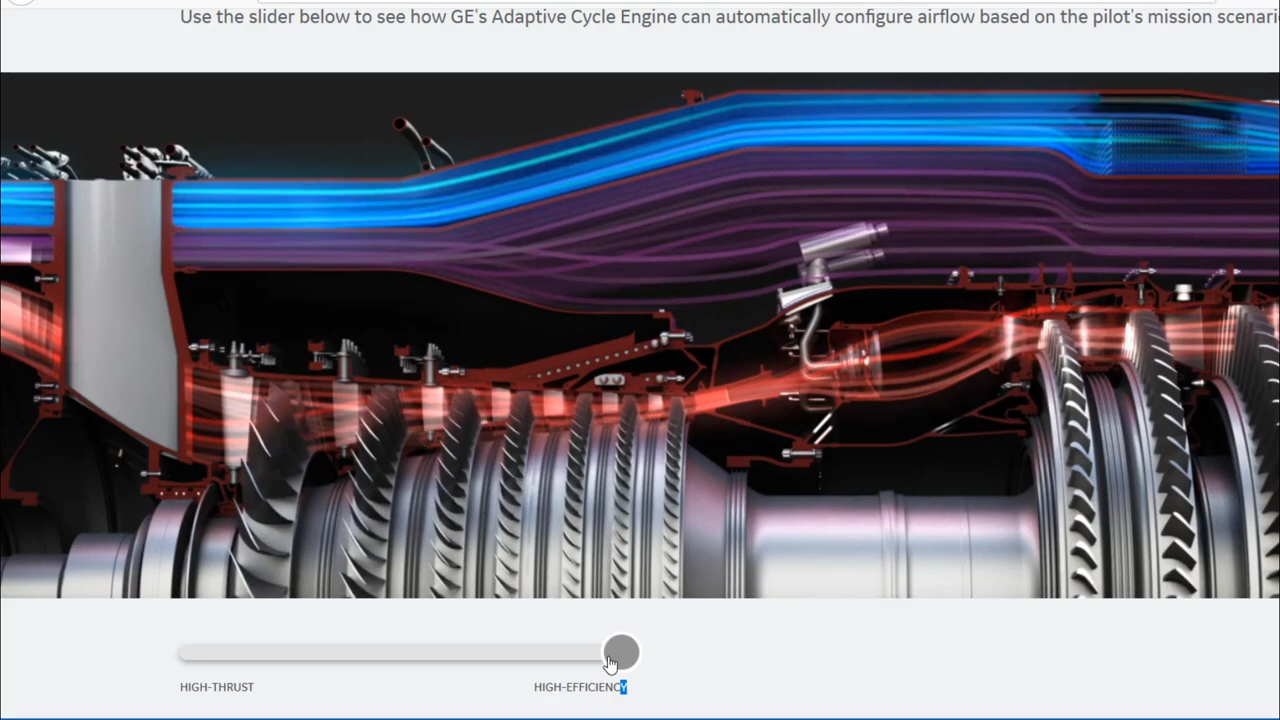 Use the slider below to see how GE's Adaptive Cycle Engine can automatically configure airflow based on the pilot's mission scenari
HIGH-THRUST
HIGH-EFFICIENCY